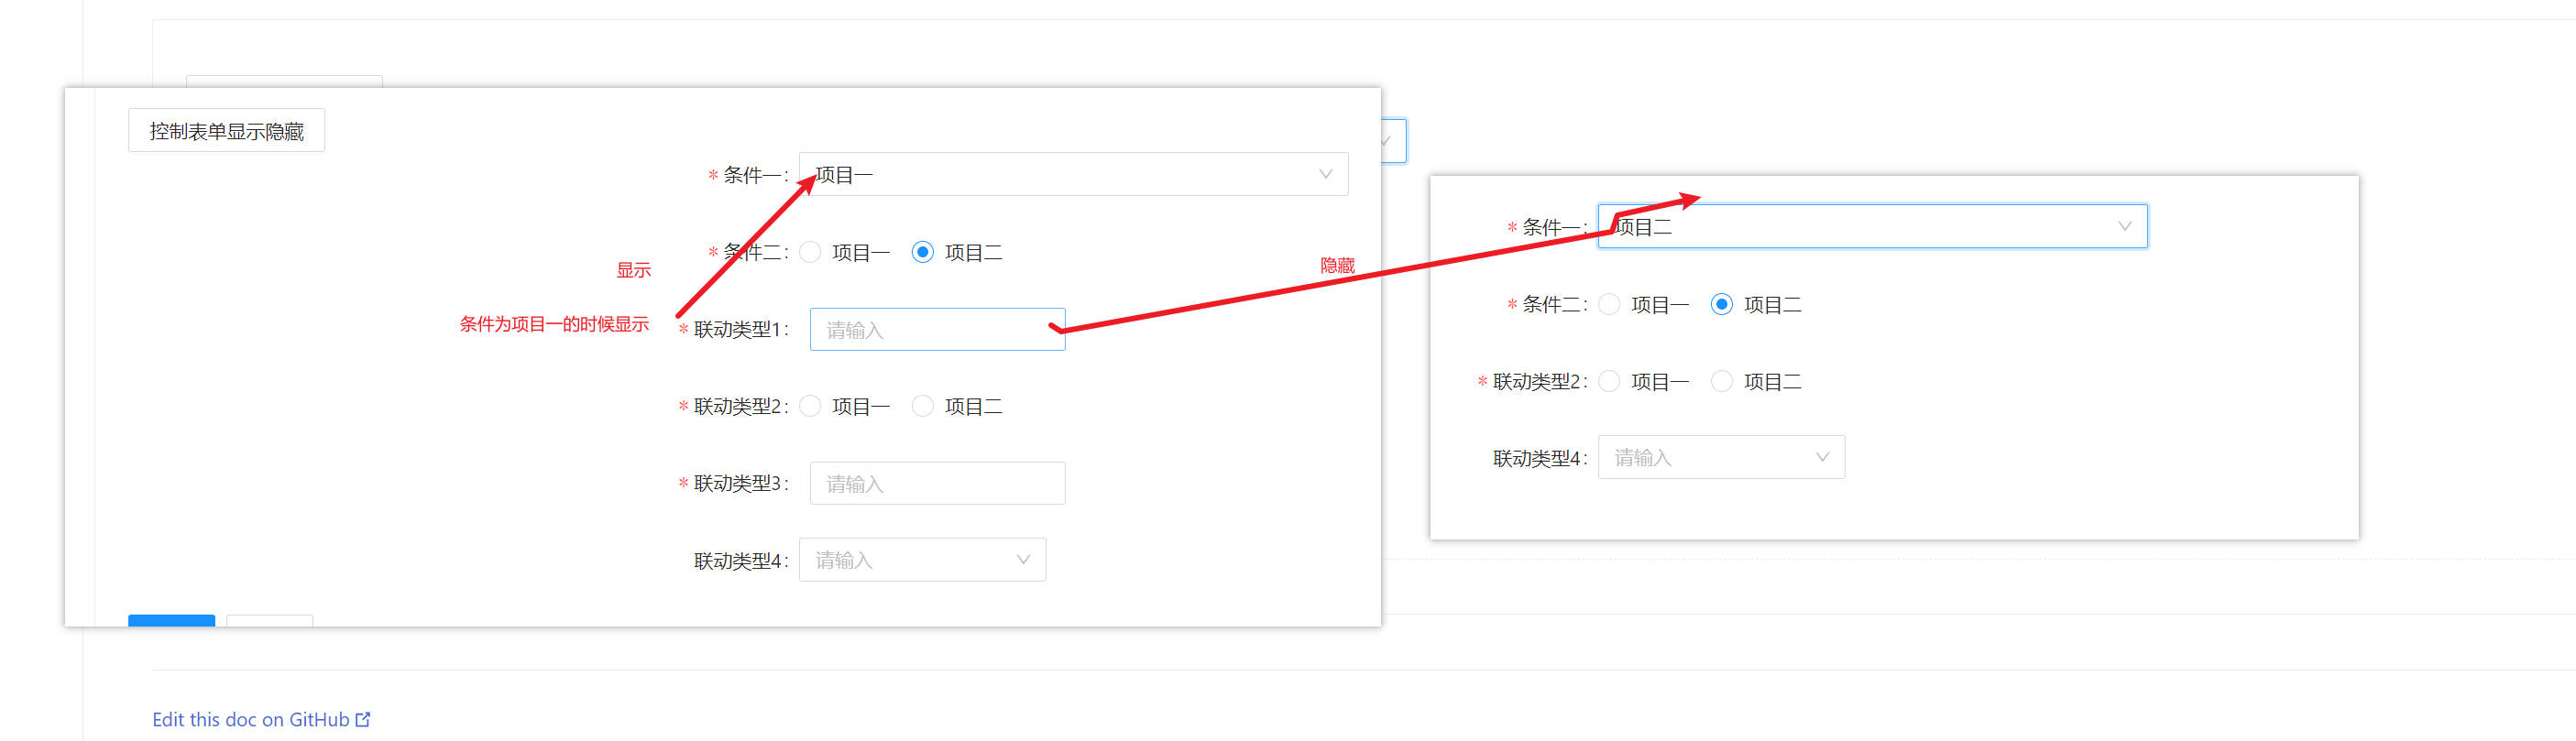 控制表单显示隐藏
* 条件一: 项目一
* 条件二: 项目一 项目二
显示
条件为项目一的时候显示
* 联动类型1: 请输入
* 联动类型2: 项目一 项目二
* 联动类型3: 请输入
联动类型4: 请输入
隐藏
* 条件一: 项目二
* 条件二: 项目一 项目二
* 联动类型2: 项目一 项目二
联动类型4: 请输入
Edit this doc on GitHub